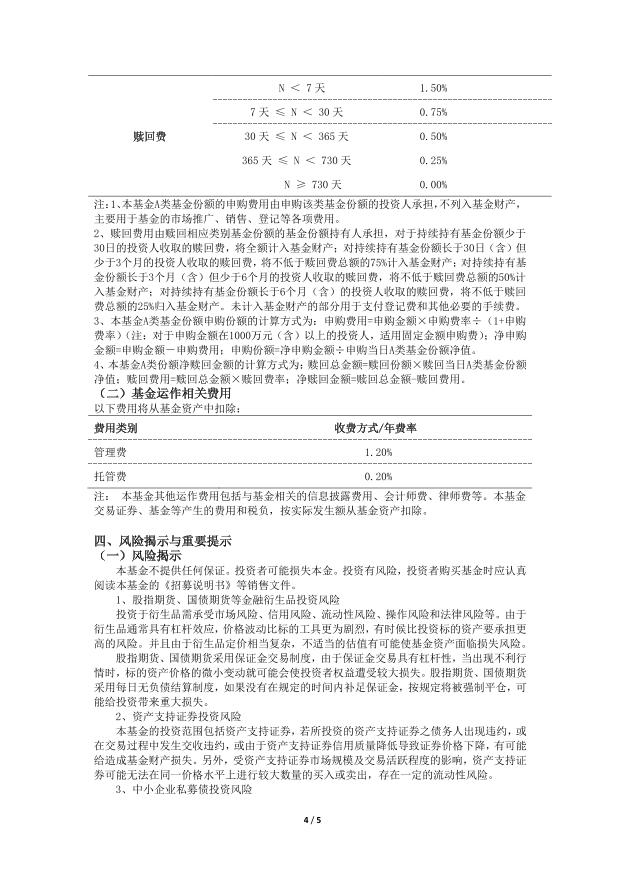 N ＜ 7 天 1.50%
7 天 ≤ N ＜ 30 天 0.75%
赎回费 30 天 ≤ N ＜ 365 天 0.50%
365 天 ≤ N ＜ 730 天 0.25%
N ≥ 730 天 0.00%
注:1、本基金A类基金份额的申购费用由申购该类基金份额的投资人承担,不列入基金财产，
主要用于基金的市场推广、销售、登记等各项费用。
2、赎回费用由赎回相应类别基金份额的基金份额持有人承担，对于持续持有基金份额少于
30日的投资人收取的赎回费，将全额计入基金财产；对持续持有基金份额长于30日（含）但
少于3个月的投资人收取的赎回费，将不低于赎回费总额的75%计入基金财产；对持续持有基
金份额长于3个月（含）但少于6个月的投资人收取的赎回费，将不低于赎回费总额的50%计
入基金财产；对持续持有基金份额长于6个月（含）的投资人收取的赎回费，将不低于赎回
费总额的25%归入基金财产。未计入基金财产的部分用于支付登记费和其他必要的手续费。
3、本基金A类基金份额申购份额的计算方式为：申购费用=申购金额×申购费率÷（1+申购
费率）(注：对于申购金额在1000万元（含）以上的投资人，适用固定金额申购费)；净申购
金额=申购金额－申购费用；申购份额=净申购金额÷申购当日A类基金份额净值。
4、本基金A类份额净赎回金额的计算方式为：赎回总金额=赎回份额×赎回当日A类基金份额
净值；赎回费用=赎回总金额×赎回费率；净赎回金额=赎回总金额-赎回费用。
（二）基金运作相关费用
以下费用将从基金资产中扣除：
费用类别 收费方式/年费率
管理费 1.20%
托管费 0.20%
注： 本基金其他运作费用包括与基金相关的信息披露费用、会计师费、律师费等。本基金
交易证券、基金等产生的费用和税负，按实际发生额从基金资产扣除。
四、风险揭示与重要提示
（一）风险揭示
本基金不提供任何保证。投资者可能损失本金。投资有风险，投资者购买基金时应认真
阅读本基金的《招募说明书》等销售文件。
1、股指期货、国债期货等金融衍生品投资风险
投资于衍生品需承受市场风险、信用风险、流动性风险、操作风险和法律风险等。由于
衍生品通常具有杠杆效应，价格波动比标的工具更为剧烈，有时候比投资标的资产要承担更
高的风险。并且由于衍生品定价相当复杂，不适当的估值有可能使基金资产面临损失风险。
股指期货、国债期货采用保证金交易制度，由于保证金交易具有杠杆性，当出现不利行
情时，标的资产价格的微小变动就可能会使投资者权益遭受较大损失。股指期货、国债期货
采用每日无负债结算制度，如果没有在规定的时间内补足保证金，按规定将被强制平仓，可
能给投资带来重大损失。
2、资产支持证券投资风险
本基金的投资范围包括资产支持证券，若所投资的资产支持证券之债务人出现违约，或
在交易过程中发生交收违约，或由于资产支持证券信用质量降低导致证券价格下降，有可能
给造成基金财产损失。另外，受资产支持证券市场规模及交易活跃程度的影响，资产支持证
券可能无法在同一价格水平上进行较大数量的买入或卖出，存在一定的流动性风险。
3、中小企业私募债投资风险
4 / 5